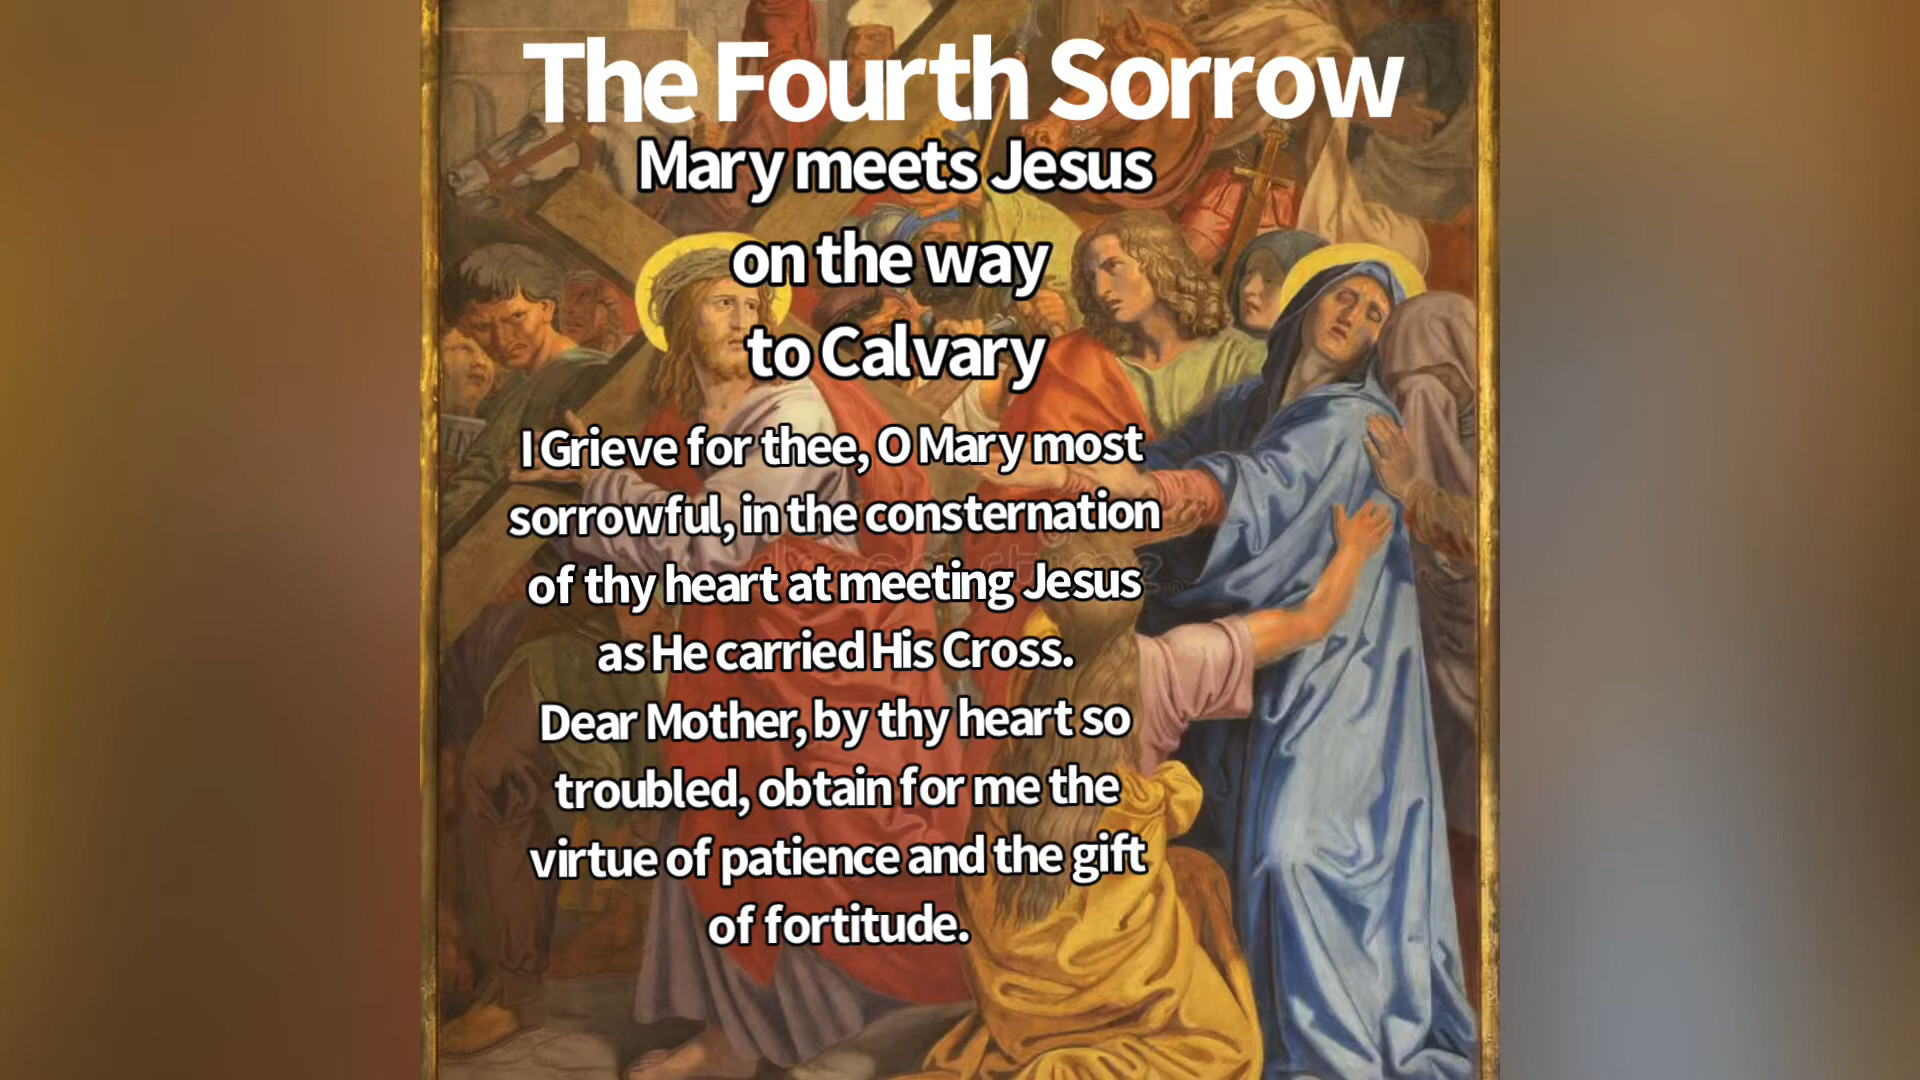 The Fourth Sorrow
Mary meets Jesus
on the way
to Calvary
I Grieve for thee, O Mary most
sorrowful, in the consternation
of thy heart at meeting Jesus
as He carried His Cross.
Dear Mother, by thy heart so
troubled, obtain for me the
virtue of patience and the gift
of fortitude.